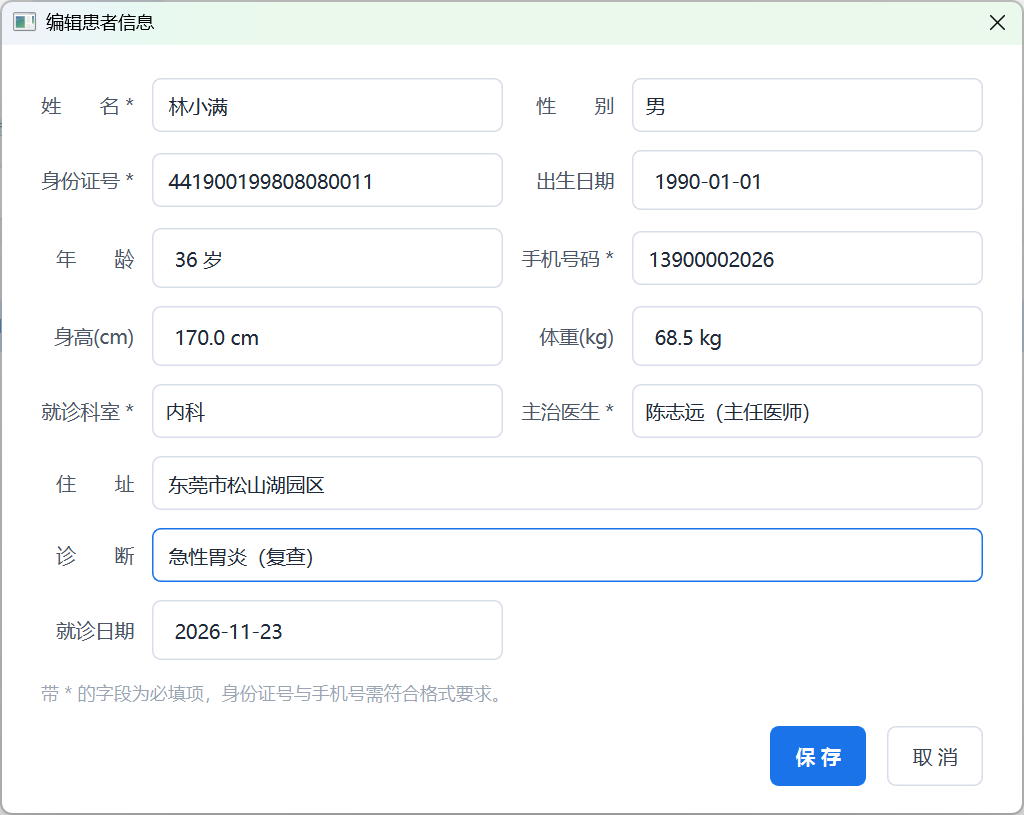 编辑患者信息
姓 名 * 林小满 性 别 男
身份证号 * 441900199808080011 出生日期 1990-01-01
年 龄 36 岁 手机号码 * 13900002026
身高(cm) 170.0 cm 体重(kg) 68.5 kg
就诊科室 * 内科 主治医生 * 陈志远（主任医师）
住 址 东莞市松山湖园区
诊 断 急性胃炎（复查）
就诊日期 2026-11-23
带 * 的字段为必填项，身份证号与手机号需符合格式要求。
保存 取消